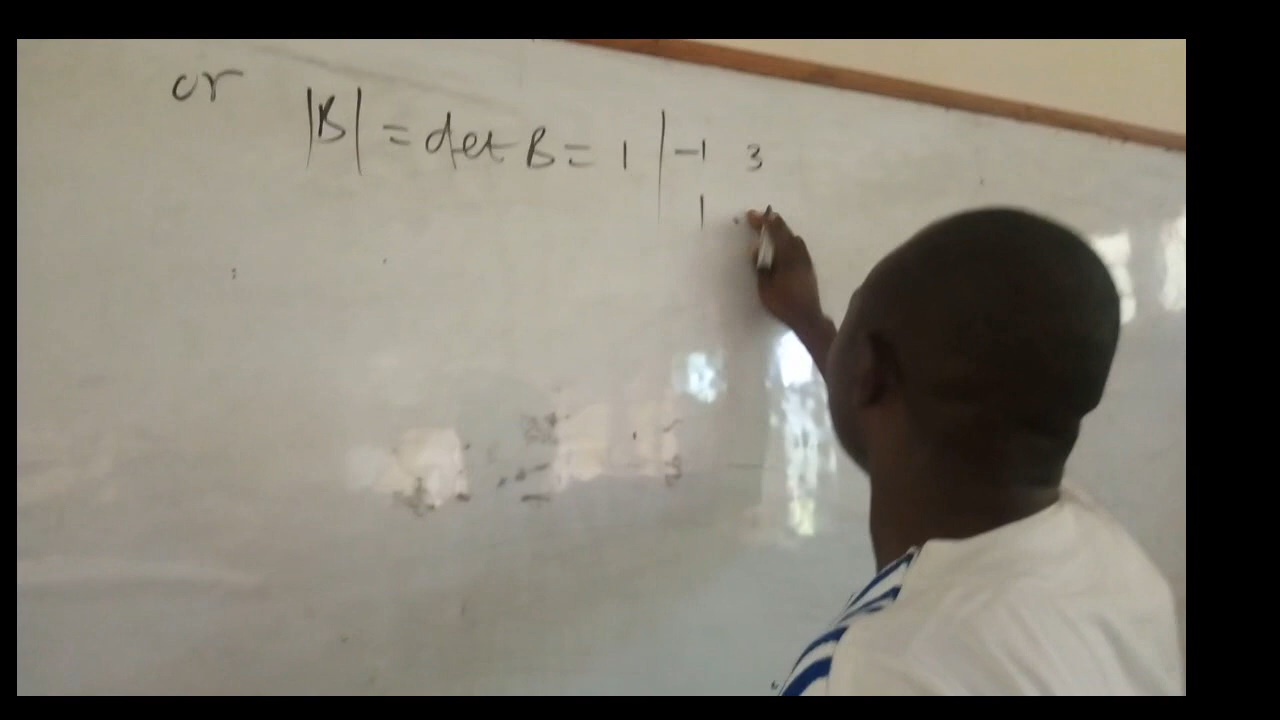 or |B| = det B = 1 | -1 3
1